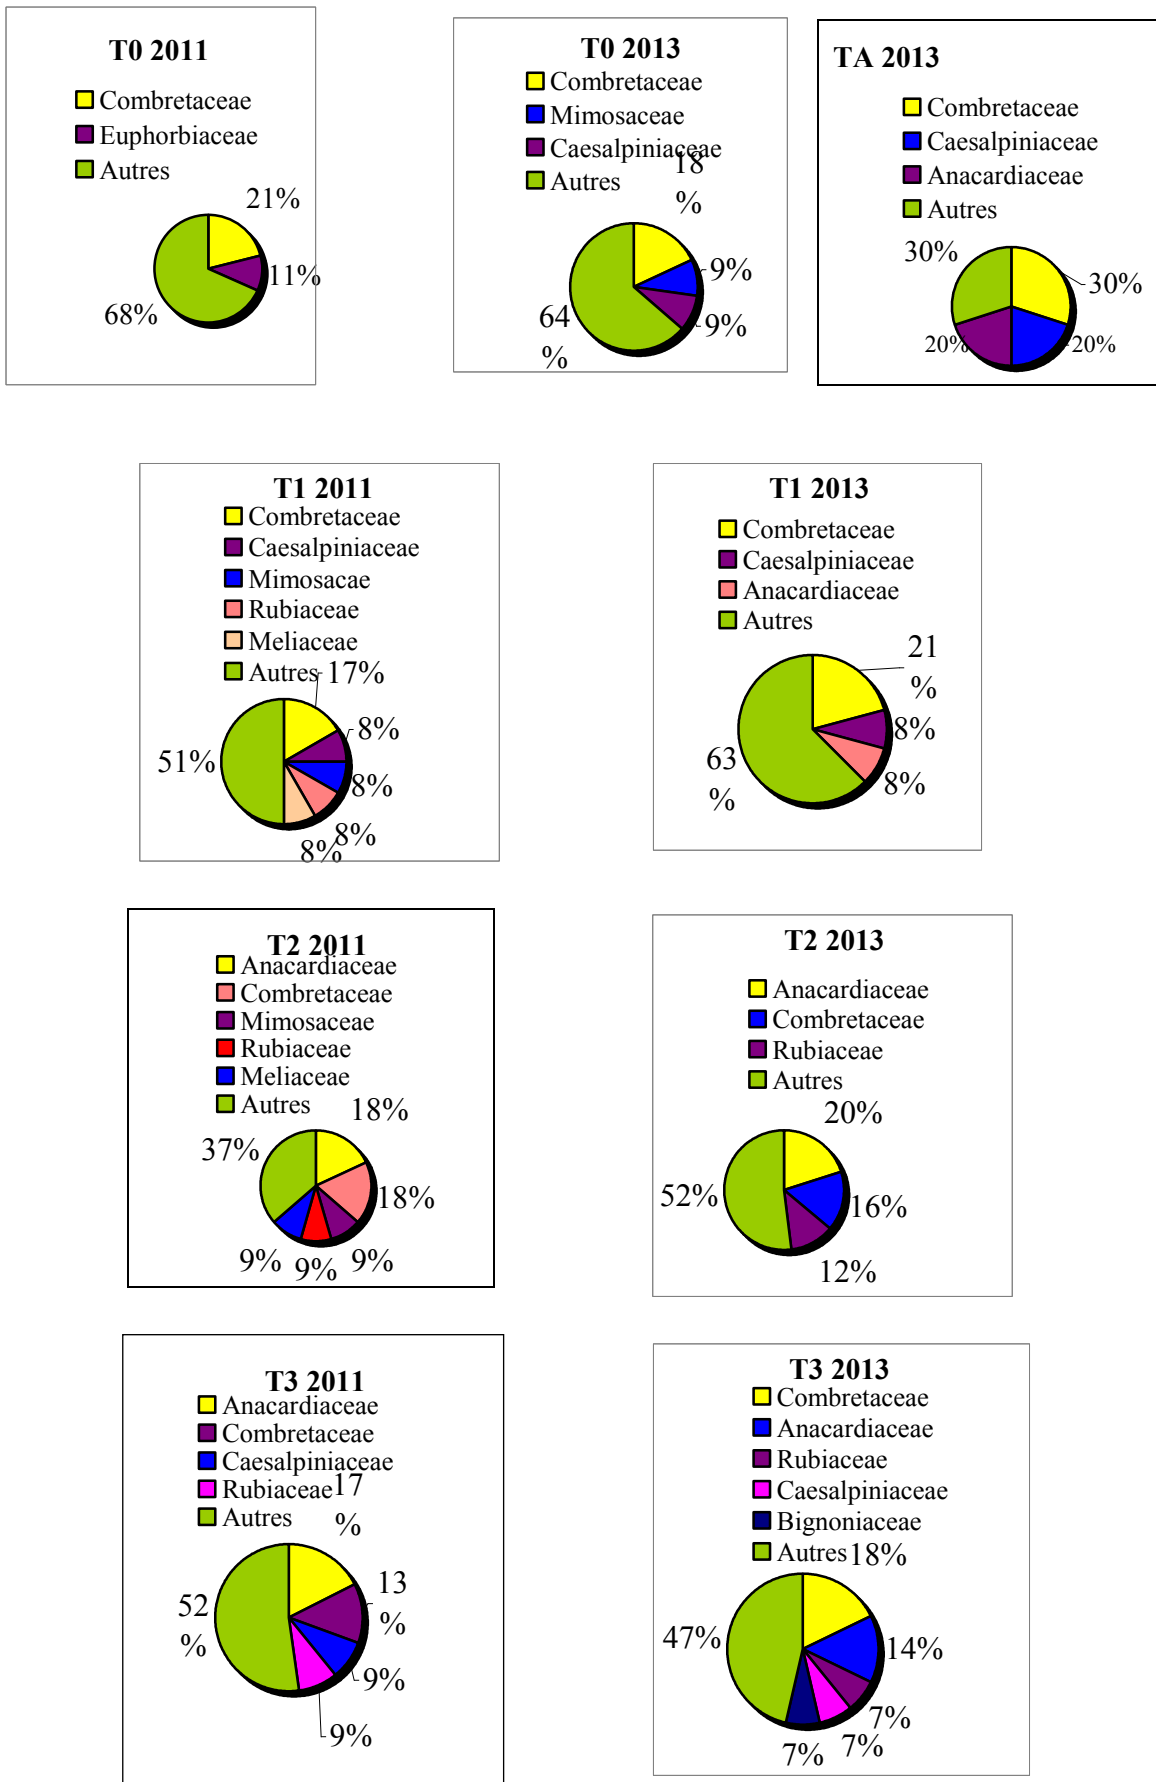 T0 2011
Combretaceae
Euphorbiaceae
Autres
21%
11%
68%
T0 2013
Combretaceae
Mimosaceae
Caesalpiniaceae
Autres
18
%
9%
9%
64
%
TA 2013
Combretaceae
Caesalpiniaceae
Anacardiaceae
Autres
30%
30%
20%
20%
T1 2011
Combretaceae
Caesalpiniaceae
Mimosacae
Rubiaceae
Meliaceae
Autres
17%
8%
51%
8%
8%
8%
T1 2013
Combretaceae
Caesalpiniaceae
Anacardiaceae
Autres
21
%
8%
63
%
8%
T2 2011
Anacardiaceae
Combretaceae
Mimosaceae
Rubiaceae
Meliaceae
Autres
18%
37%
18%
9%
9%
9%
T2 2013
Anacardiaceae
Combretaceae
Rubiaceae
Autres
20%
52%
16%
12%
T3 2011
Anacardiaceae
Combretaceae
Caesalpiniaceae
Rubiaceae
Autres
17
%
13
%
52
%
9%
9%
T3 2013
Combretaceae
Anacardiaceae
Rubiaceae
Caesalpiniaceae
Bignoniaceae
Autres
18%
47%
14%
7%
7%
7%